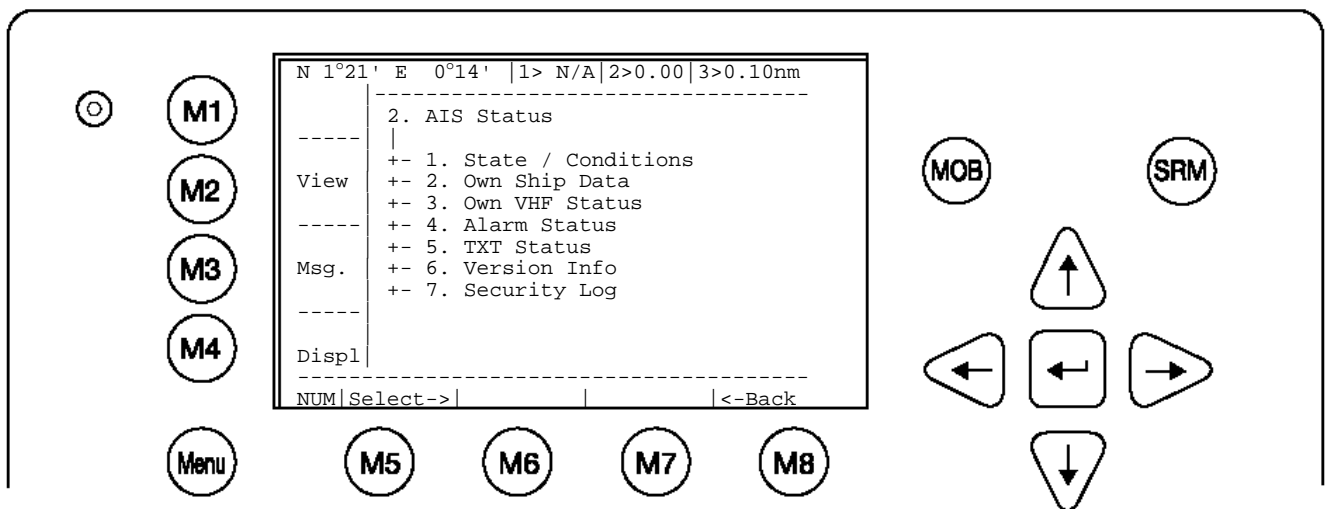 N 1°21' E 0°14' |1> N/A|2>0.00|3>0.10nm
M1
2. AIS Status
+- 1. State / Conditions
M2
View
+- 2. Own Ship Data
+- 3. Own VHF Status
+- 4. Alarm Status
+- 5. TXT Status
M3
Msg.
+- 6. Version Info
+- 7. Security Log
M4
Displ
NUM|Select->| | |<-Back
MOB
SRM
Menu
M5
M6
M7
M8